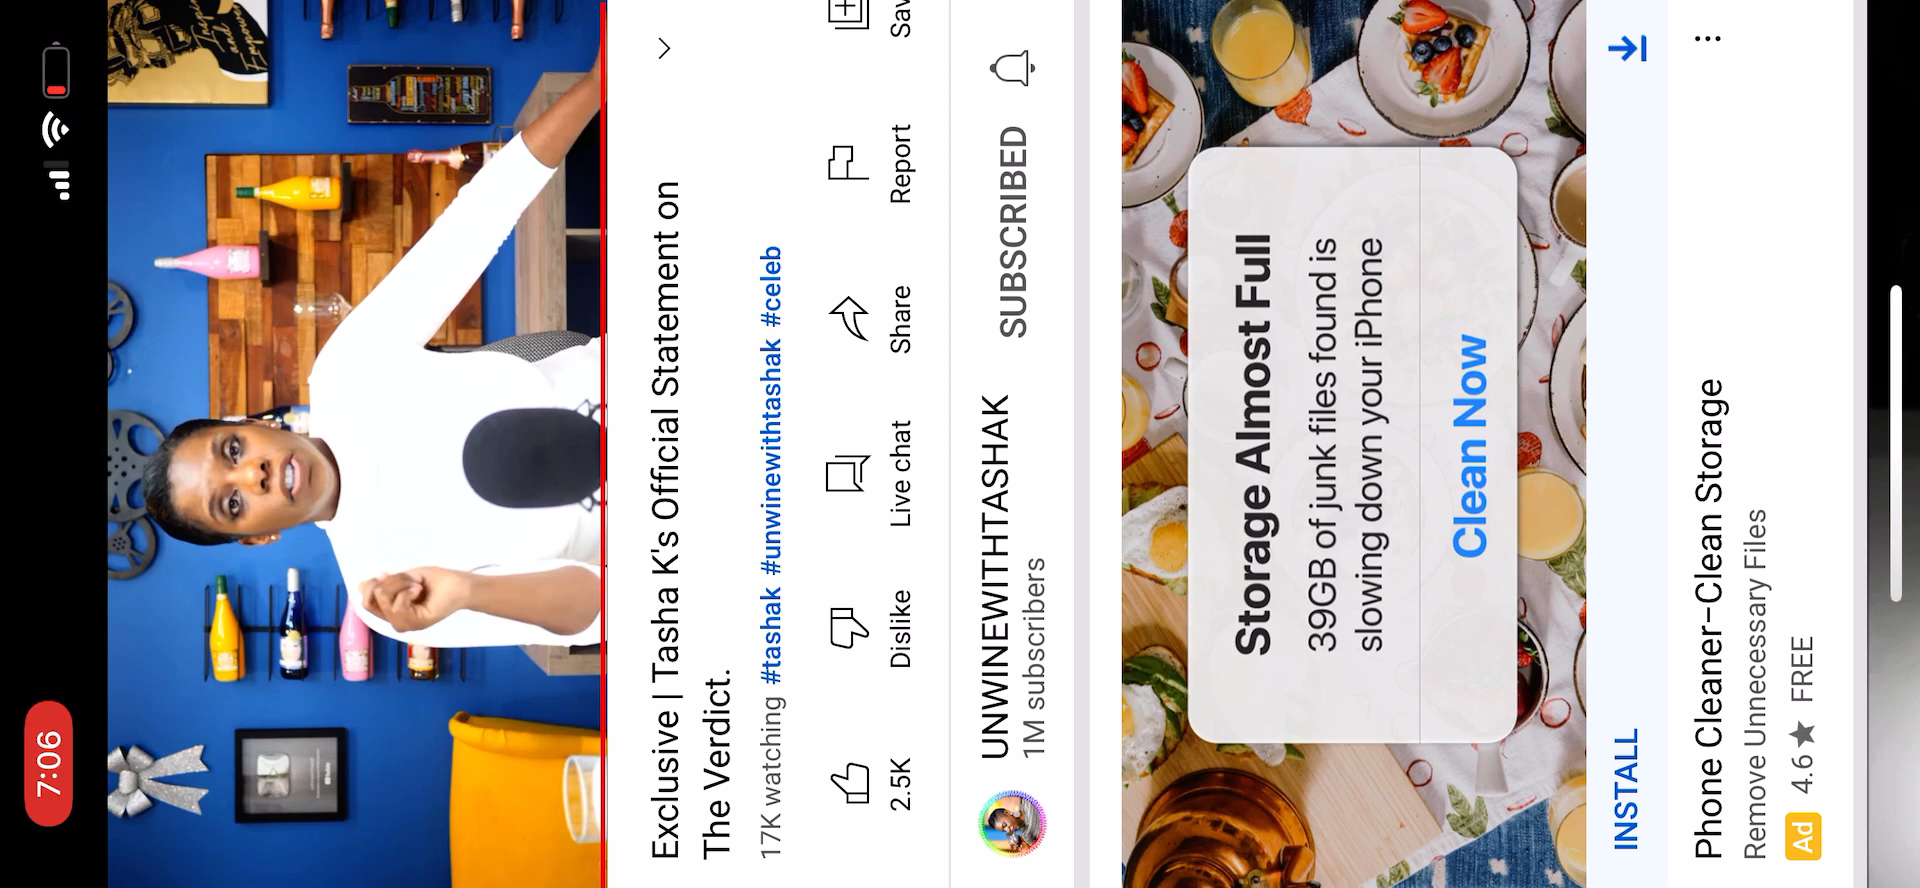 7:06
Exclusive | Tasha K's Official Statement on
The Verdict.
17K watching #tashak #unwinewithtashak #celeb
2.5K
Dislike
Live chat
Share
Report
Sav
UNWINEWITHTASHAK
1M subscribers
SUBSCRIBED
Storage Almost Full
39GB of junk files found is
slowing down your iPhone
Clean Now
INSTALL
Phone Cleaner-Clean Storage
Remove Unnecessary Files
Ad 4.6★ FREE